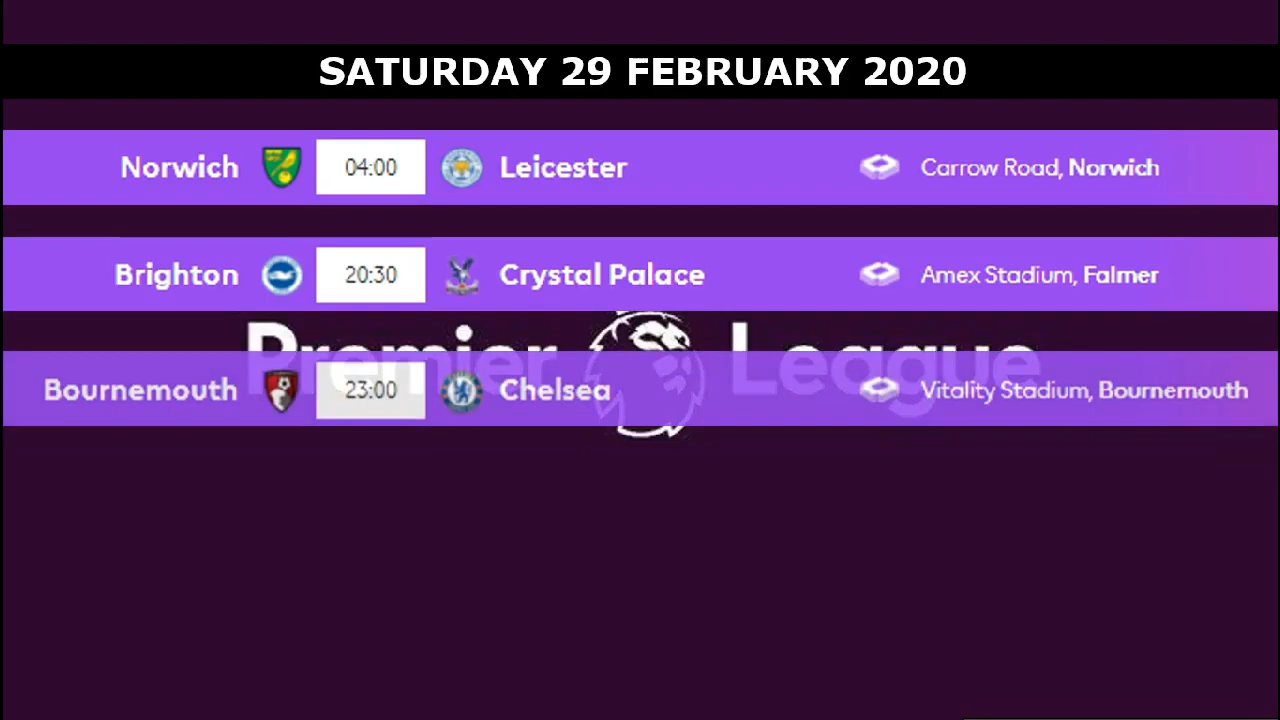 SATURDAY 29 FEBRUARY 2020
Norwich 04:00 Leicester Carrow Road, Norwich
Brighton 20:30 Crystal Palace Amex Stadium, Falmer
Premier League
Bournemouth 23:00 Chelsea Vitality Stadium, Bournemouth